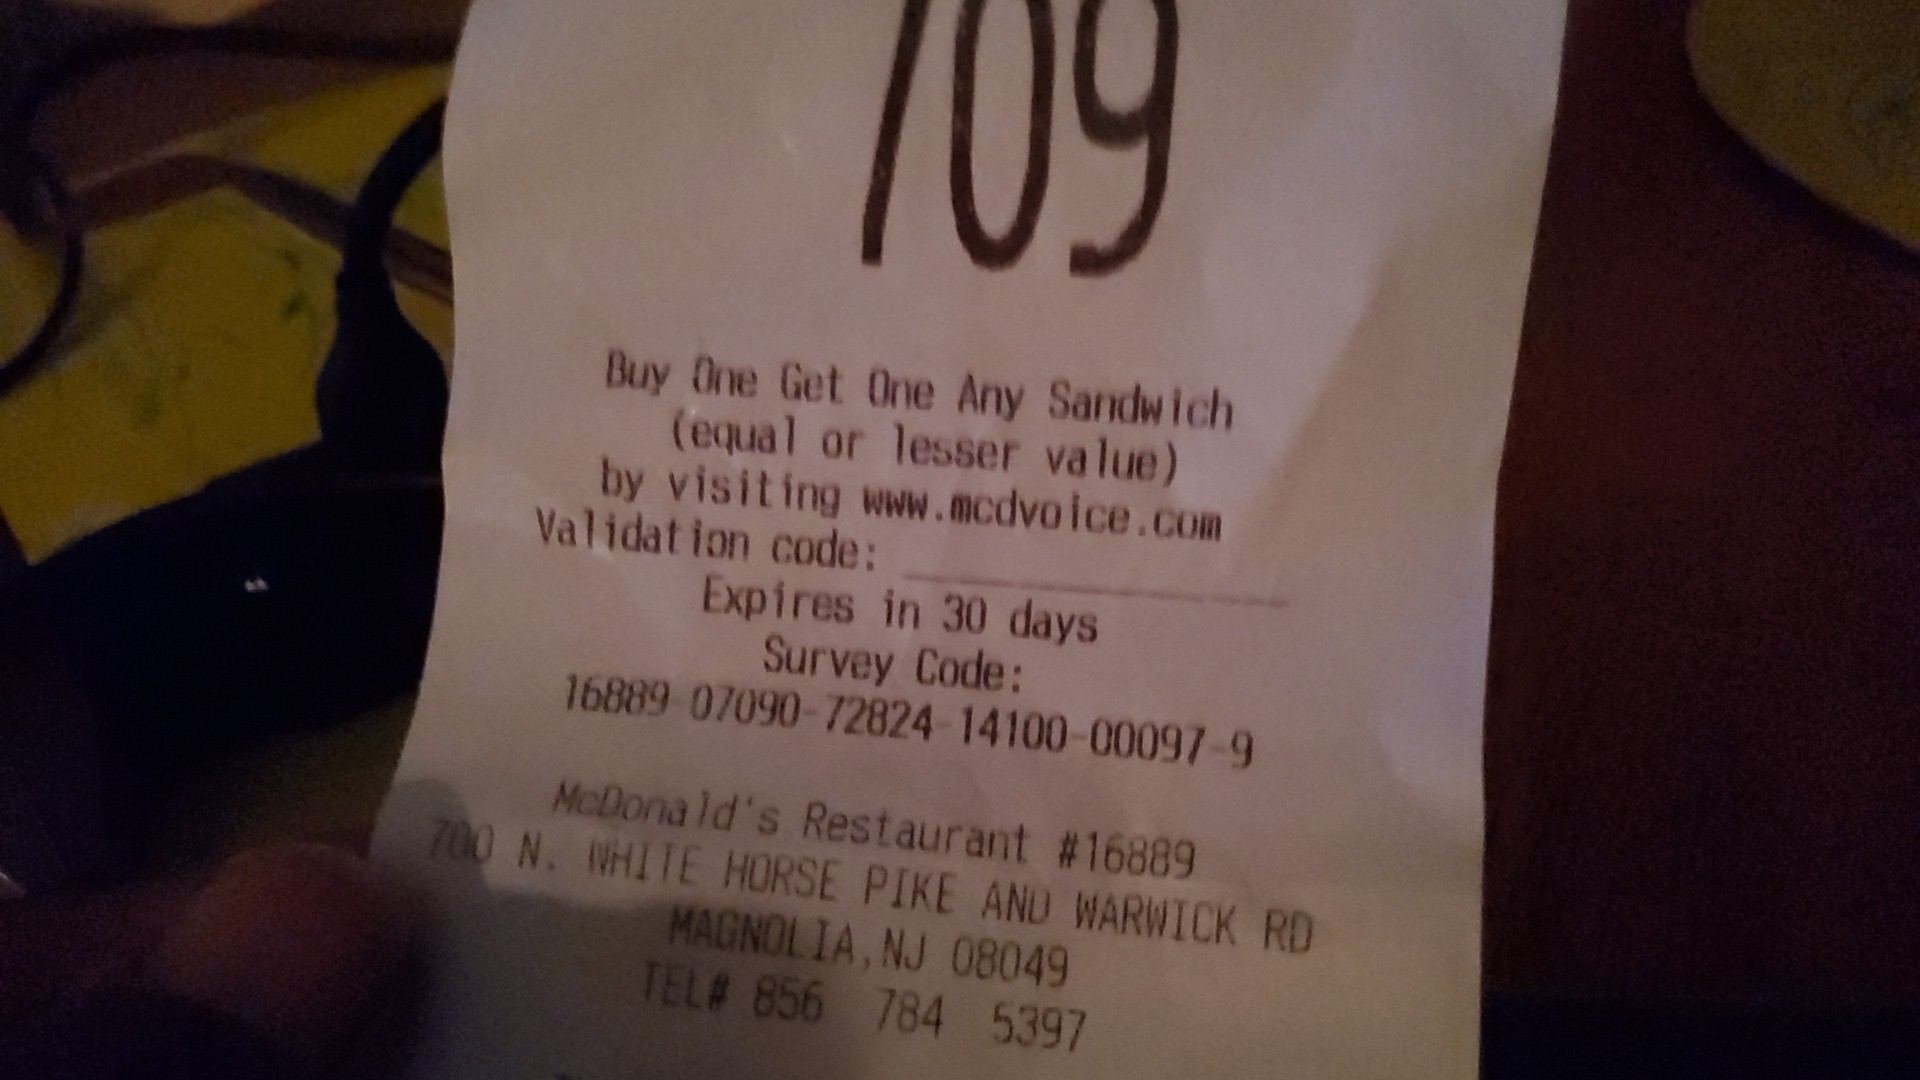 709
Buy One Get One Any Sandwich
(equal or lesser value)
by visiting www.mcdvoice.com
Validation code: ____________
Expires in 30 days
Survey Code:
16889-07090-72824-14100-00097-9
McDonald's Restaurant #16889
700 N. WHITE HORSE PIKE AND WARWICK RD
MAGNOLIA,NJ 08049
TEL# 856 784 5397